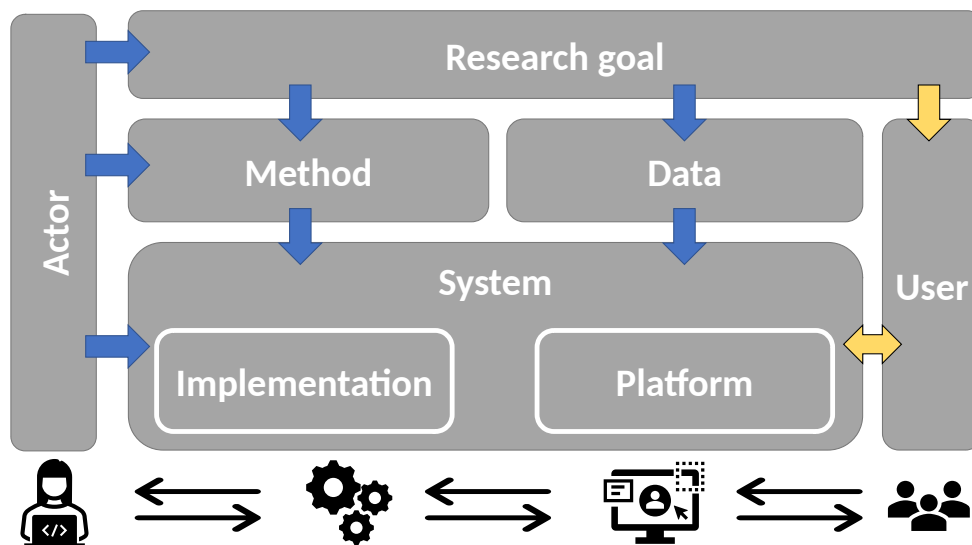 Research goal
Actor
Method
Data
System
User
Implementation
Platform
</>